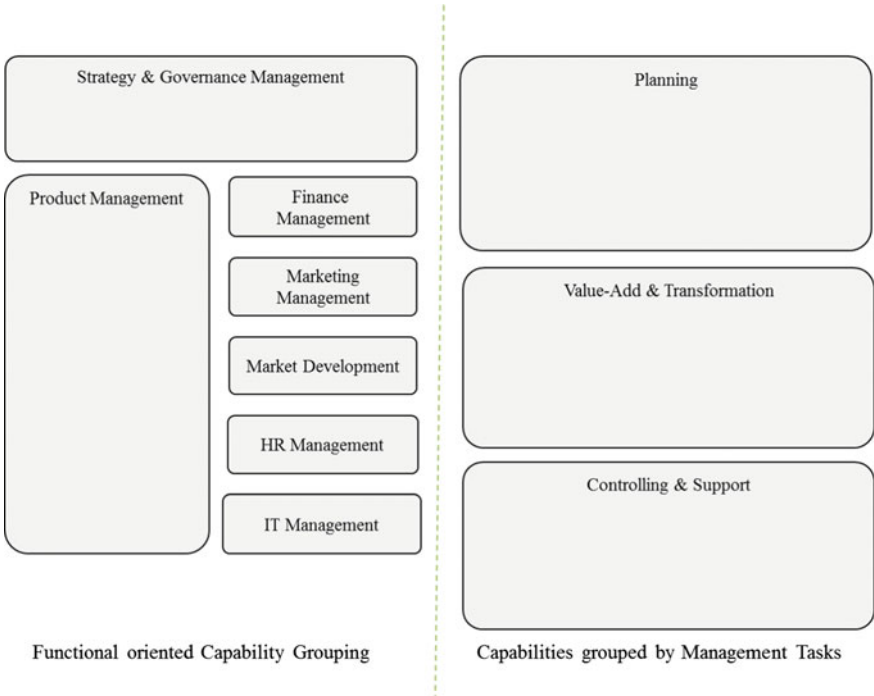 Strategy & Governance Management
Product Management
Finance
Management
Marketing
Management
Market Development
HR Management
IT Management
Functional oriented Capability Grouping
Planning
Value-Add & Transformation
Controlling & Support
Capabilities grouped by Management Tasks